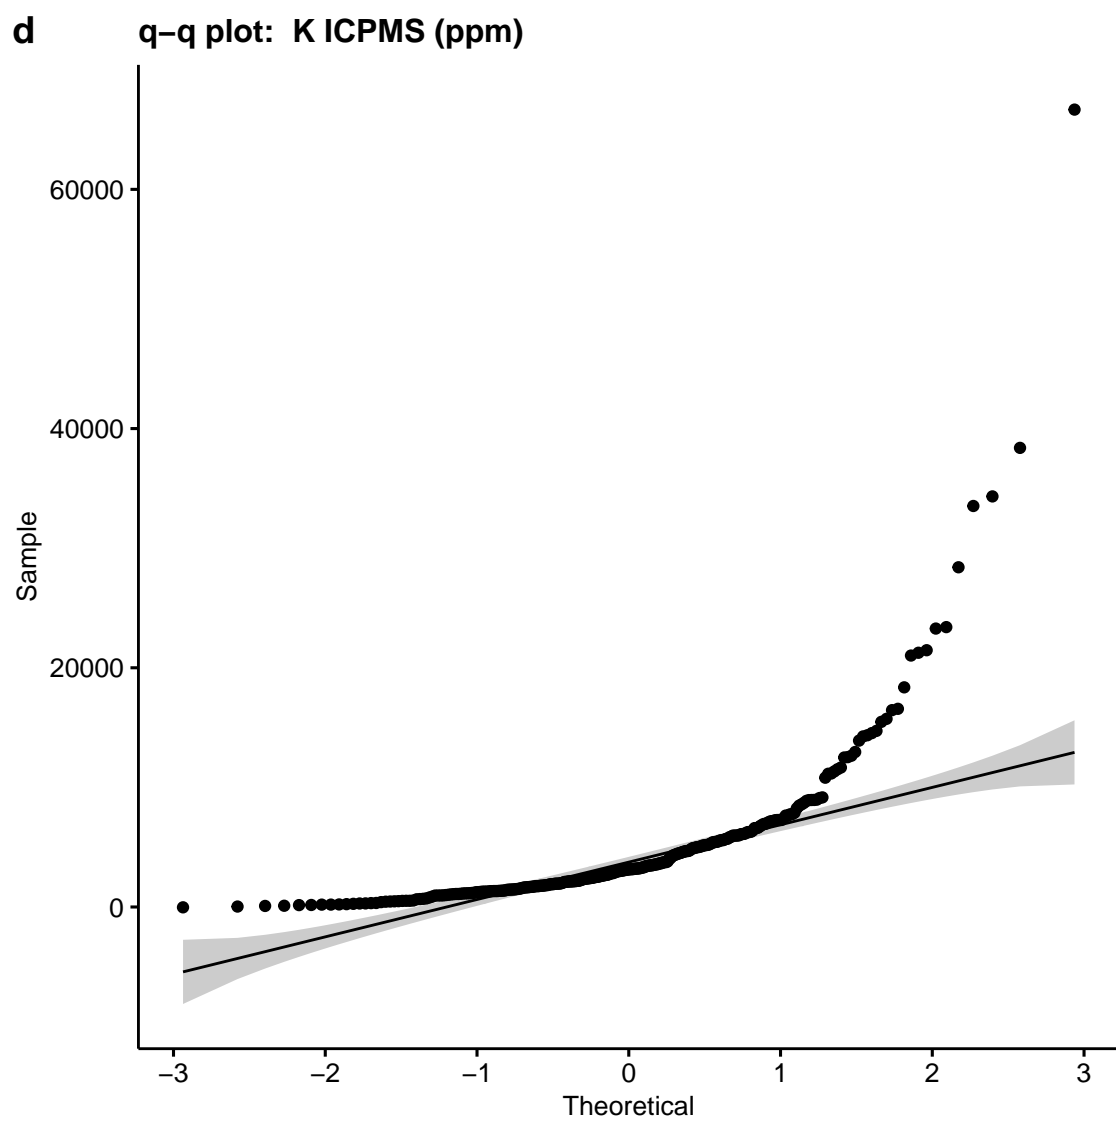 d
q−q plot: K ICPMS (ppm)
60000
40000
20000
0
Sample
−3 −2 −1 0 1 2 3
Theoretical